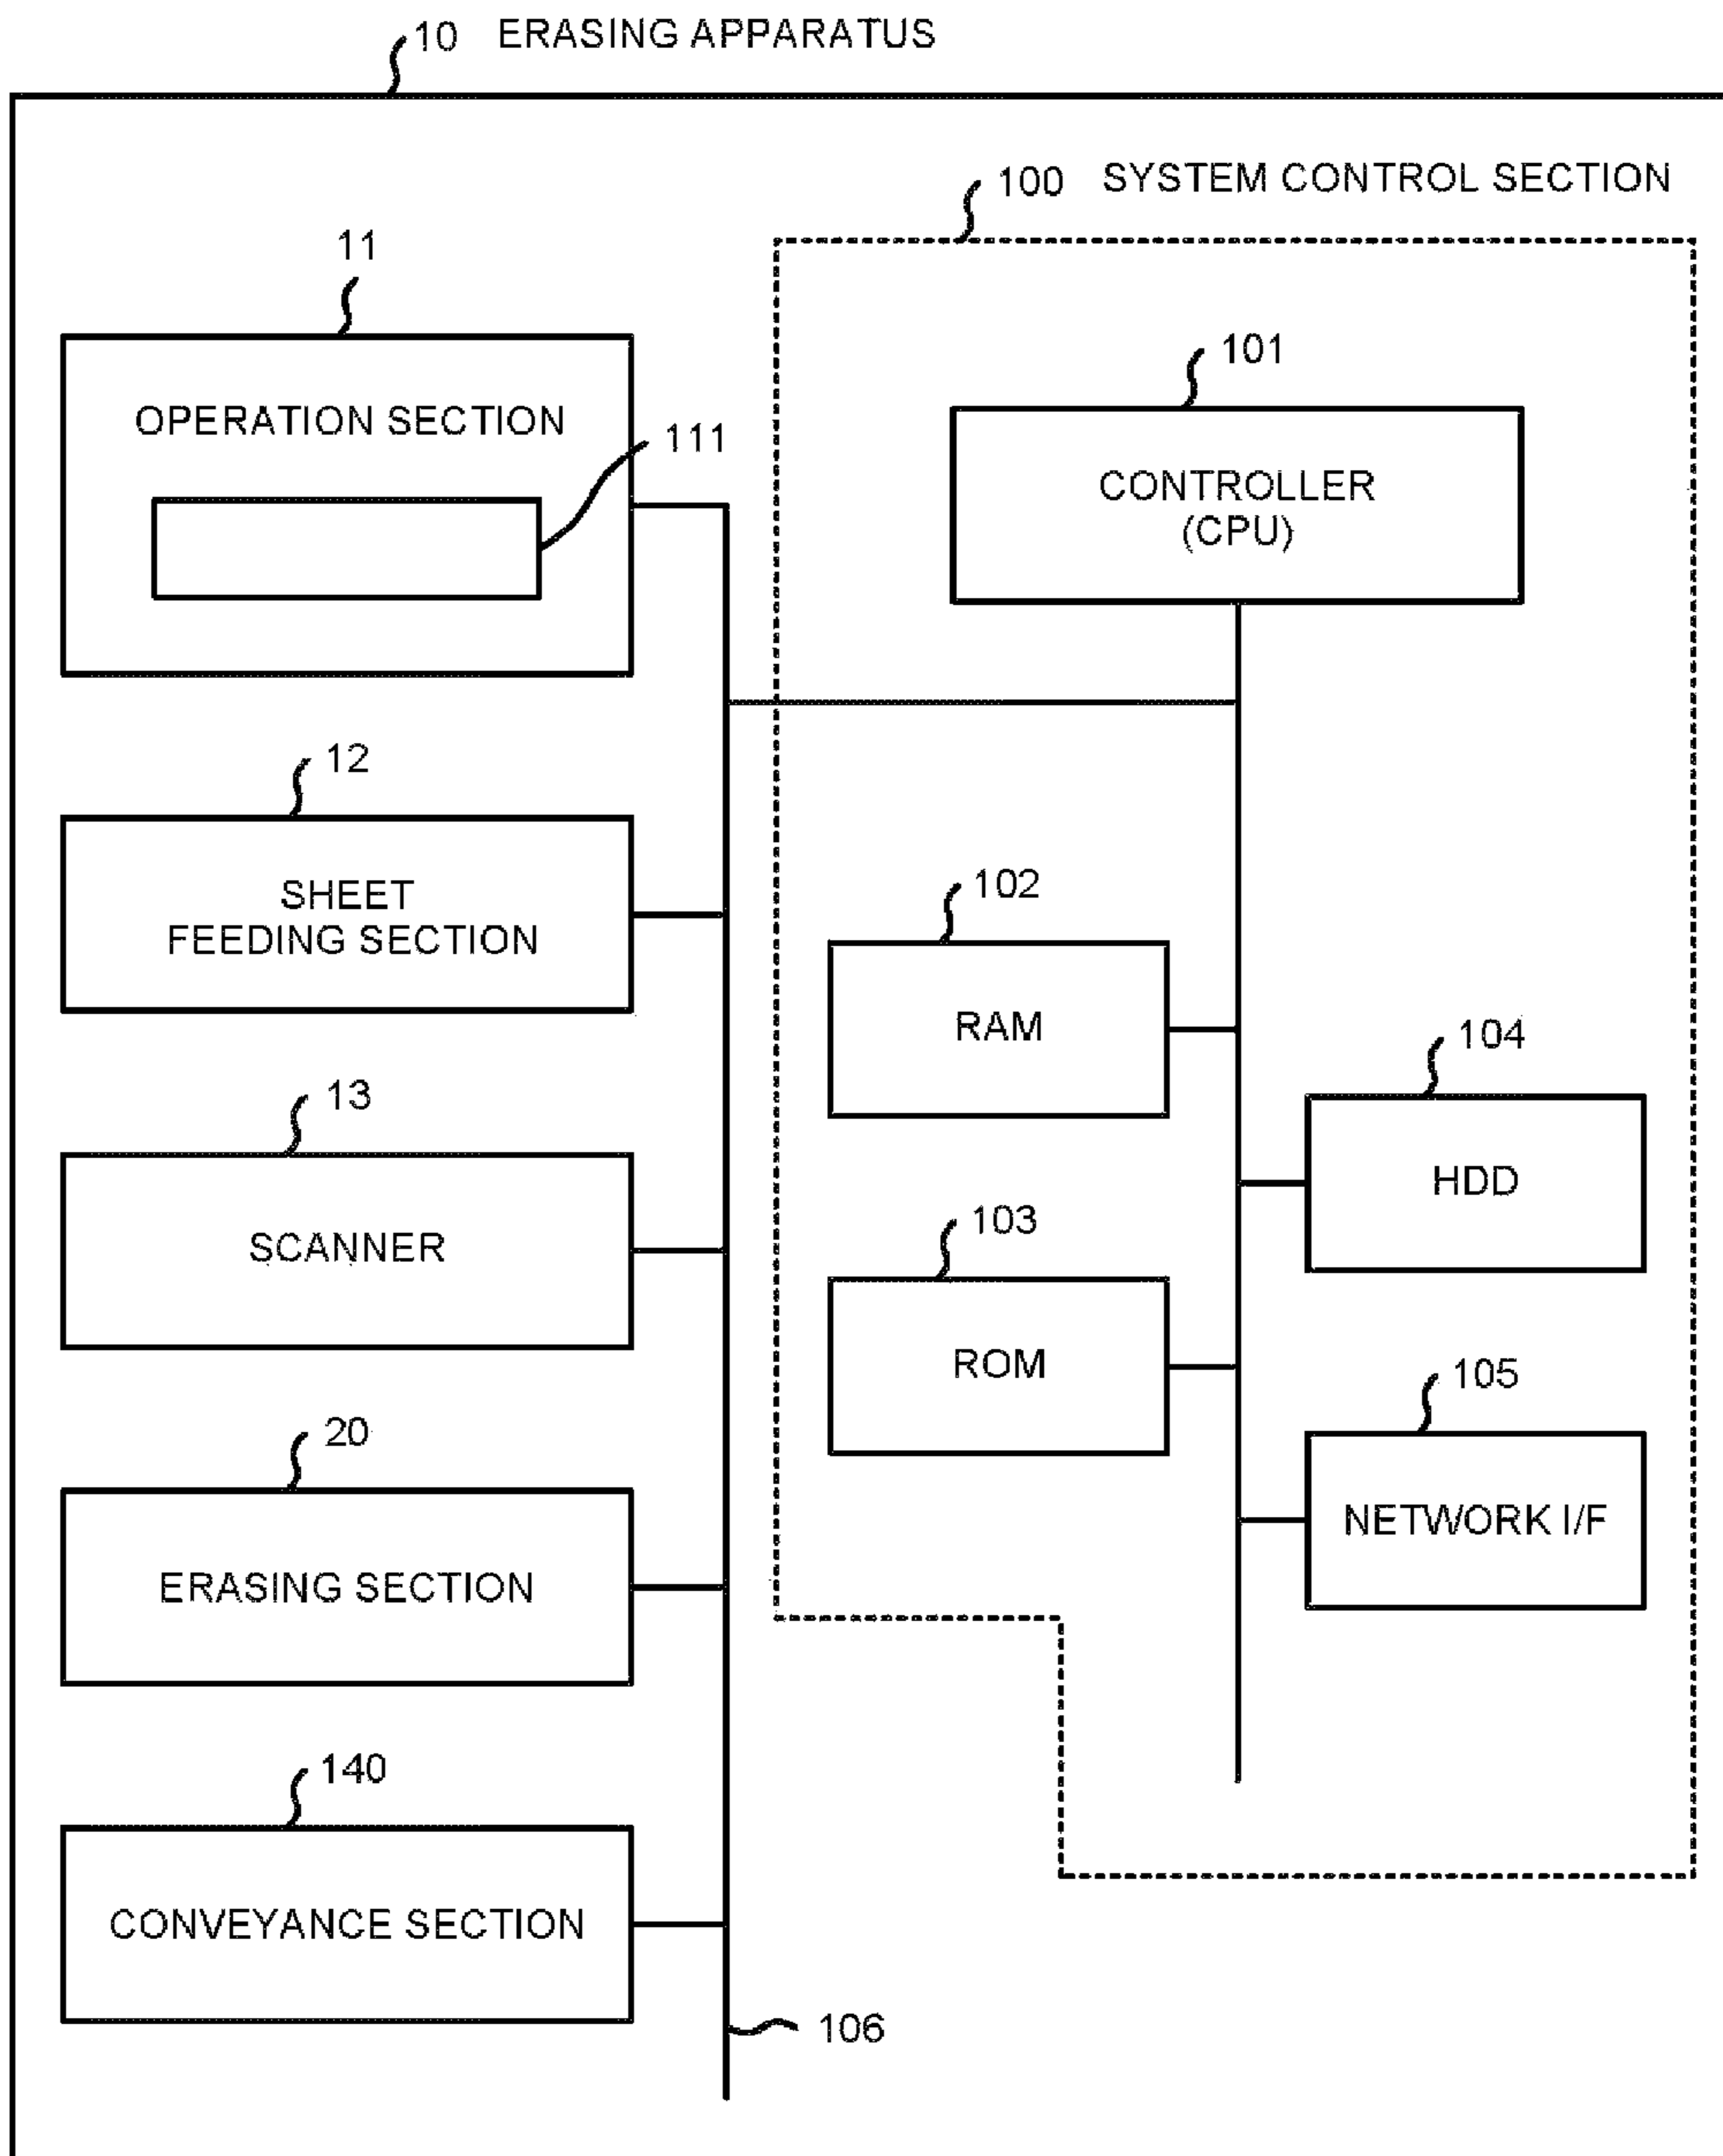 10 ERASING APPARATUS
100 SYSTEM CONTROL SECTION
11
OPERATION SECTION
111
101
CONTROLLER
(CPU)
12
SHEET
FEEDING SECTION
102
RAM
104
HDD
13
SCANNER
103
ROM
105
NETWORK I/F
20
ERASING SECTION
140
CONVEYANCE SECTION
106